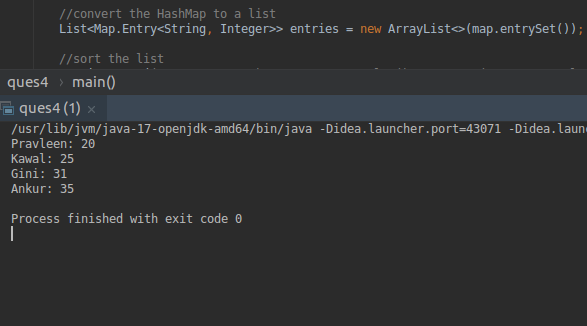 //convert the HashMap to a list
List<Map.Entry<String, Integer>> entries = new ArrayList<>(map.entrySet());
//sort the list
ques4 > main()
ques4 (1) ×
/usr/lib/jvm/java-17-openjdk-amd64/bin/java -Didea.launcher.port=43071 -Didea.laun
Pravleen: 20
Kawal: 25
Gini: 31
Ankur: 35
Process finished with exit code 0